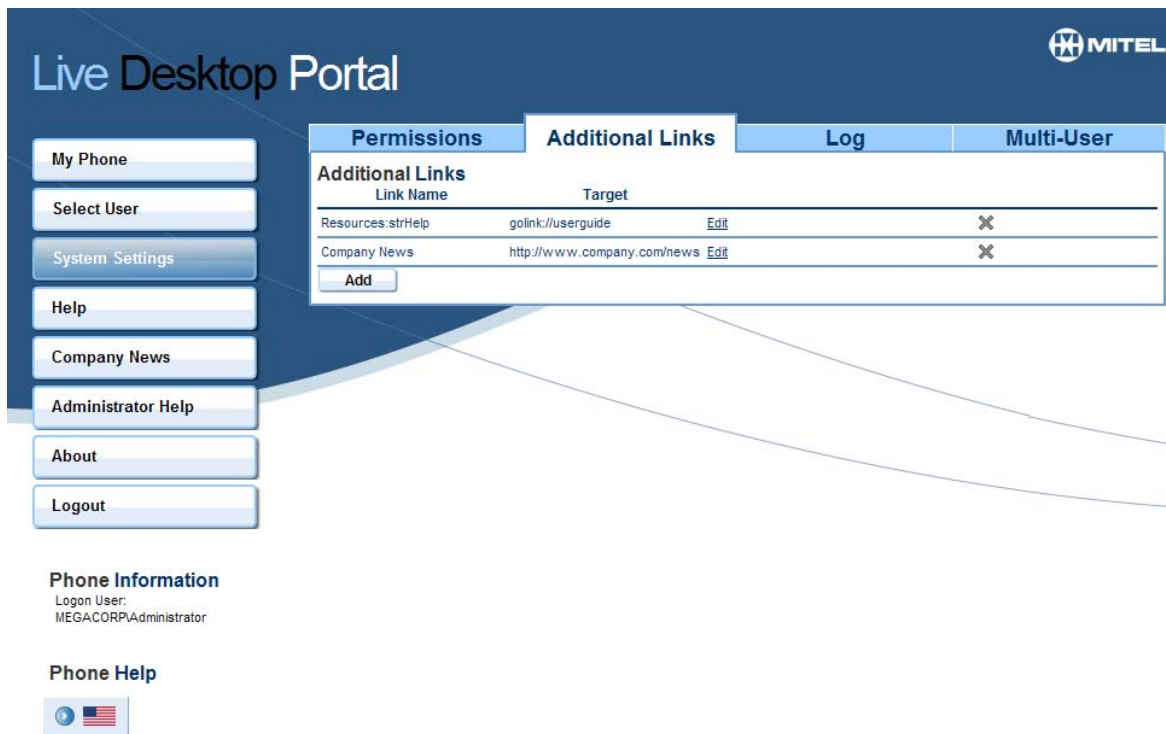 MITEL
Live Desktop Portal
My Phone
Select User
System Settings
Help
Company News
Administrator Help
About
Logout
Permissions Additional Links Log Multi-User
Additional Links
Link Name Target
Resources:strHelp golink://userguide Edit
Company News http://www.company.com/news Edit
Add
Phone Information
Logon User:
MEGACORP\Administrator
Phone Help